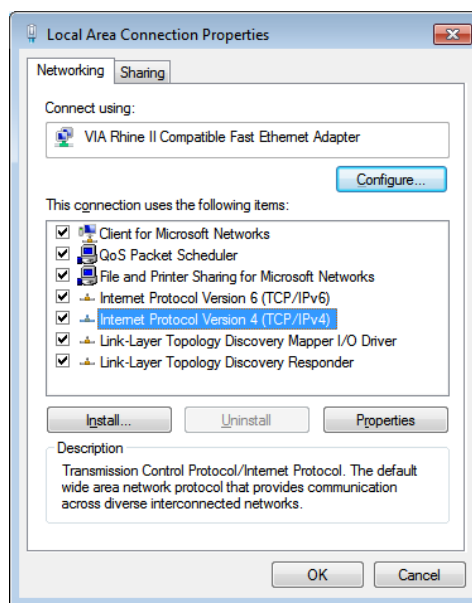 Local Area Connection Properties
Networking
Sharing
Connect using:
VIA Rhine II Compatible Fast Ethernet Adapter
Configure...
This connection uses the following items:
Client for Microsoft Networks
QoS Packet Scheduler
File and Printer Sharing for Microsoft Networks
Internet Protocol Version 6 (TCP/IPv6)
Internet Protocol Version 4 (TCP/IPv4)
Link-Layer Topology Discovery Mapper I/O Driver
Link-Layer Topology Discovery Responder
Install...
Uninstall
Properties
Description
Transmission Control Protocol/Internet Protocol. The default
wide area network protocol that provides communication
across diverse interconnected networks.
OK
Cancel